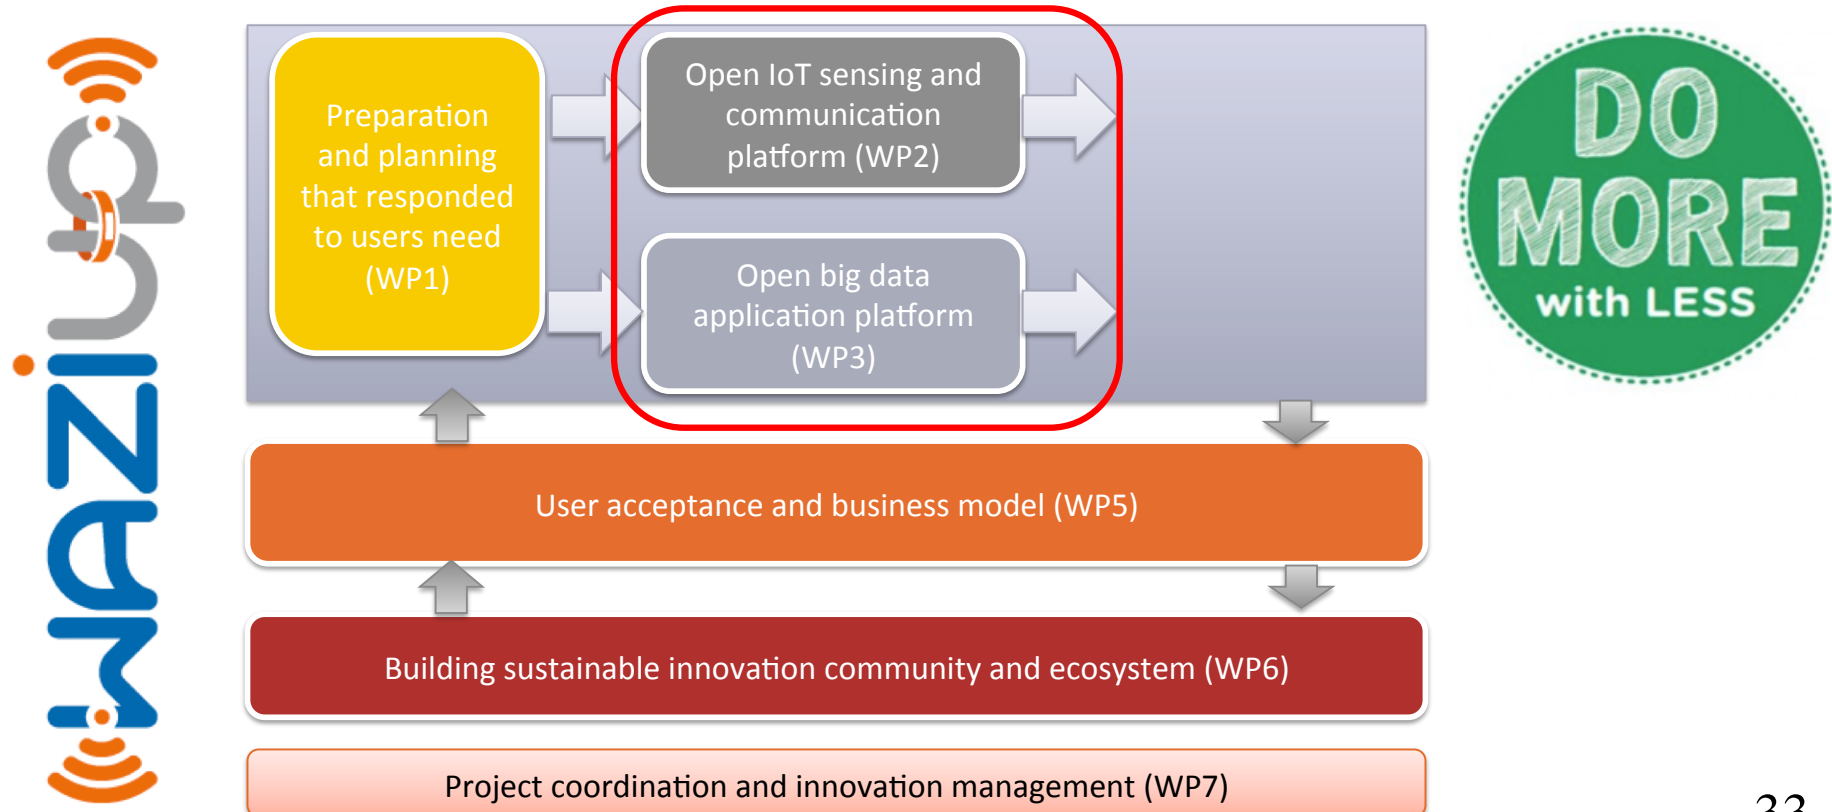 WAZIUP
Preparation
and planning
that responded
to users need
(WP1)
Open IoT sensing and
communication
platform (WP2)
Open big data
application platform
(WP3)
User acceptance and business model (WP5)
Building sustainable innovation community and ecosystem (WP6)
Project coordination and innovation management (WP7)
DO
MORE
with LESS
33